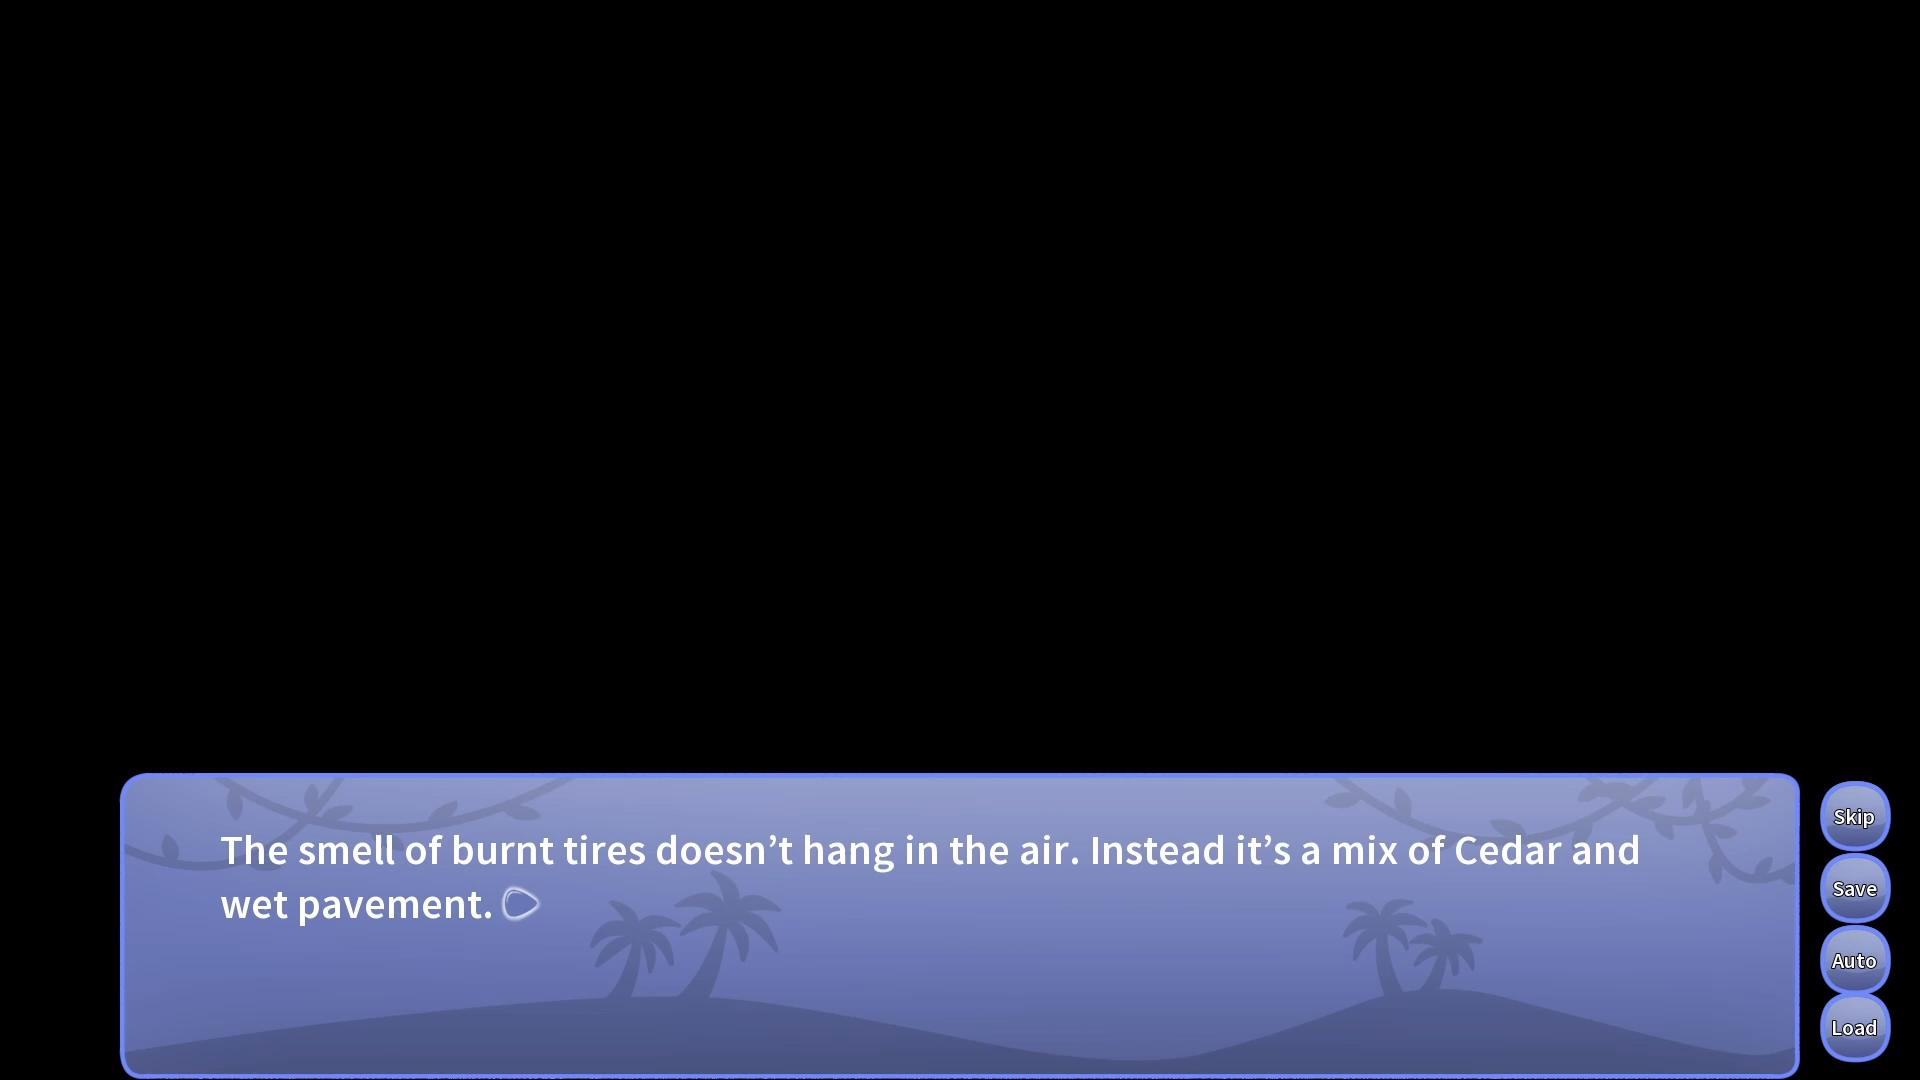 The smell of burnt tires doesn’t hang in the air. Instead it’s a mix of Cedar and
wet pavement.
Skip
Save
Auto
Load